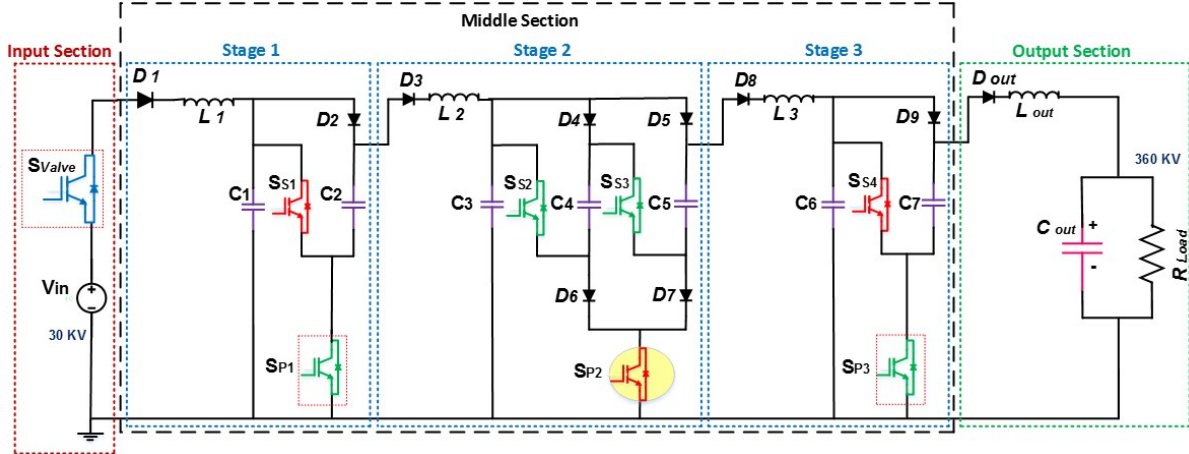 Middle Section
Input Section
Stage 1
Stage 2
Stage 3
Output Section
D 1
L 1
D2
D3
L 2
D4
D5
D8
L 3
D9
D out
L out
SValve
C1
SS1
C2
C3
SS2
C4
SS3
C5
C6
SS4
C7
360 KV
C out
+
-
R Load
Vin
+
-
30 KV
D6
D7
SP1
SP2
SP3